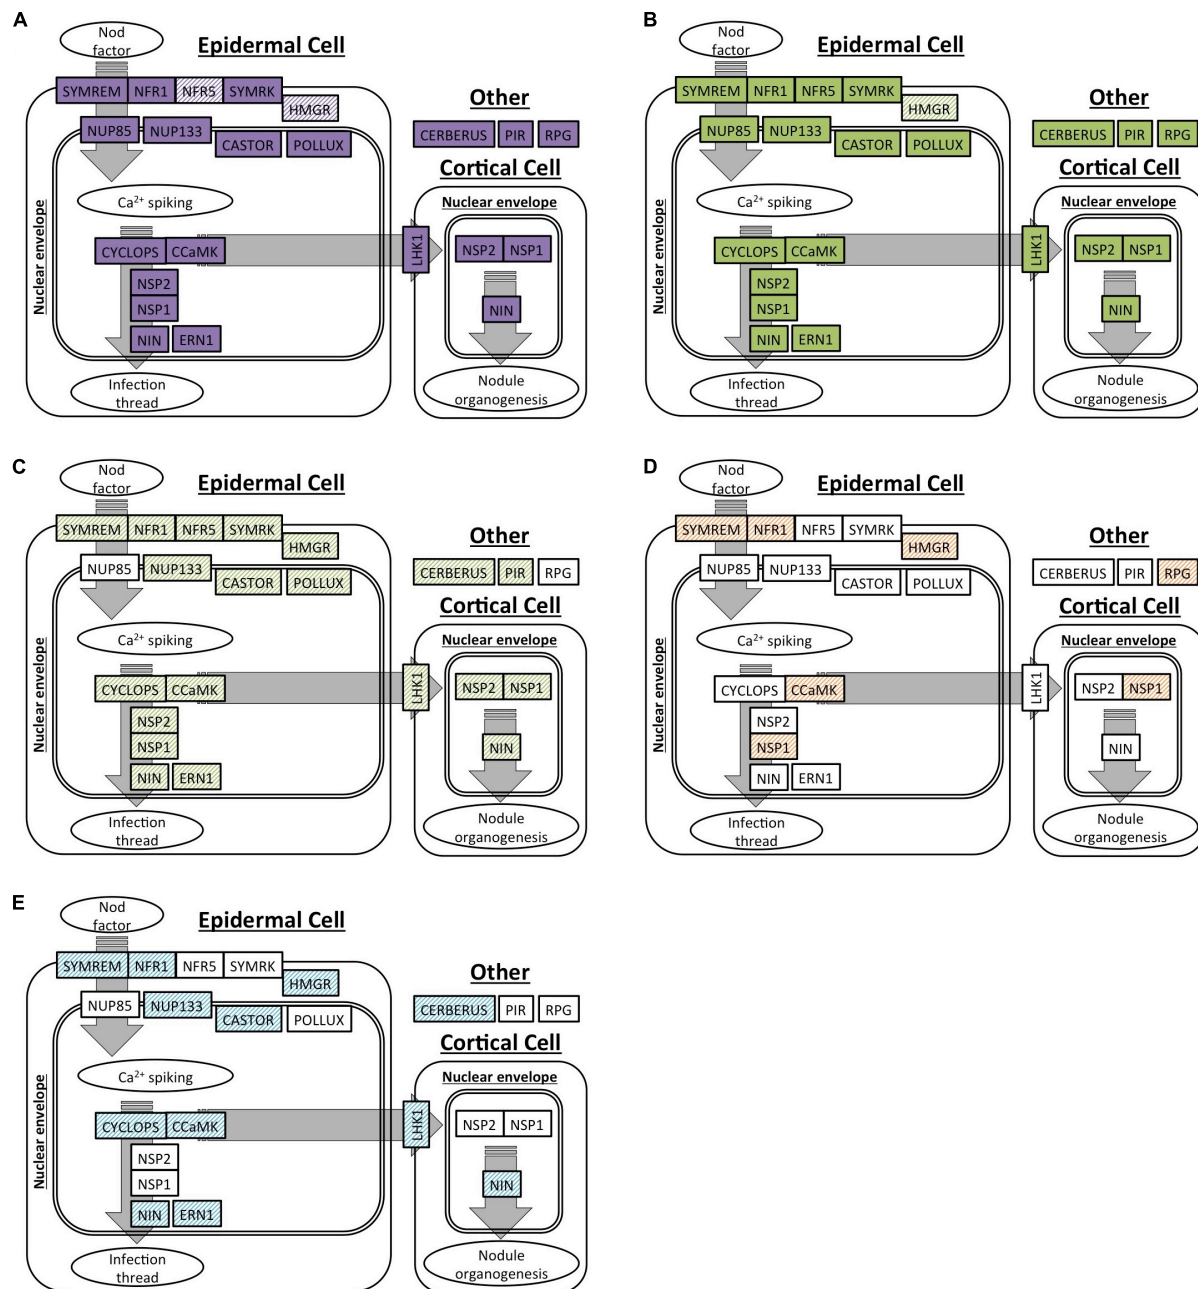 A
Nod
factor
Epidermal Cell
SYMREM NFR1 NFR5 SYMRK
HMGR
NUP85 NUP133
CASTOR POLLUX
Other
CERBERUS PIR RPG
Cortical Cell
Nuclear envelope
Ca2+ spiking
Nuclear envelope
CYCLOPS CCaMK
LHK1
NSP2 NSP1
NSP2
NSP1
NIN
NIN ERN1
Infection
thread
Nodule
organogenesis
B
Nod
factor
Epidermal Cell
SYMREM NFR1 NFR5 SYMRK
HMGR
NUP85 NUP133
CASTOR POLLUX
Other
CERBERUS PIR RPG
Cortical Cell
Nuclear envelope
Ca2+ spiking
Nuclear envelope
CYCLOPS CCaMK
LHK1
NSP2 NSP1
NSP2
NSP1
NIN
NIN ERN1
Infection
thread
Nodule
organogenesis
C
Nod
factor
Epidermal Cell
SYMREM NFR1 NFR5 SYMRK
HMGR
NUP85 NUP133
CASTOR POLLUX
Other
CERBERUS PIR RPG
Cortical Cell
Nuclear envelope
Ca2+ spiking
Nuclear envelope
CYCLOPS CCaMK
LHK1
NSP2 NSP1
NSP2
NSP1
NIN
NIN ERN1
Infection
thread
Nodule
organogenesis
D
Nod
factor
Epidermal Cell
SYMREM NFR1 NFR5 SYMRK
HMGR
NUP85 NUP133
CASTOR POLLUX
Other
CERBERUS PIR RPG
Cortical Cell
Nuclear envelope
Ca2+ spiking
Nuclear envelope
CYCLOPS CCaMK
LHK1
NSP2 NSP1
NSP2
NSP1
NIN
NIN ERN1
Infection
thread
Nodule
organogenesis
E
Nod
factor
Epidermal Cell
SYMREM NFR1 NFR5 SYMRK
HMGR
NUP85 NUP133
CASTOR POLLUX
Other
CERBERUS PIR RPG
Cortical Cell
Nuclear envelope
Ca2+ spiking
Nuclear envelope
CYCLOPS CCaMK
LHK1
NSP2 NSP1
NSP2
NSP1
NIN
NIN ERN1
Infection
thread
Nodule
organogenesis